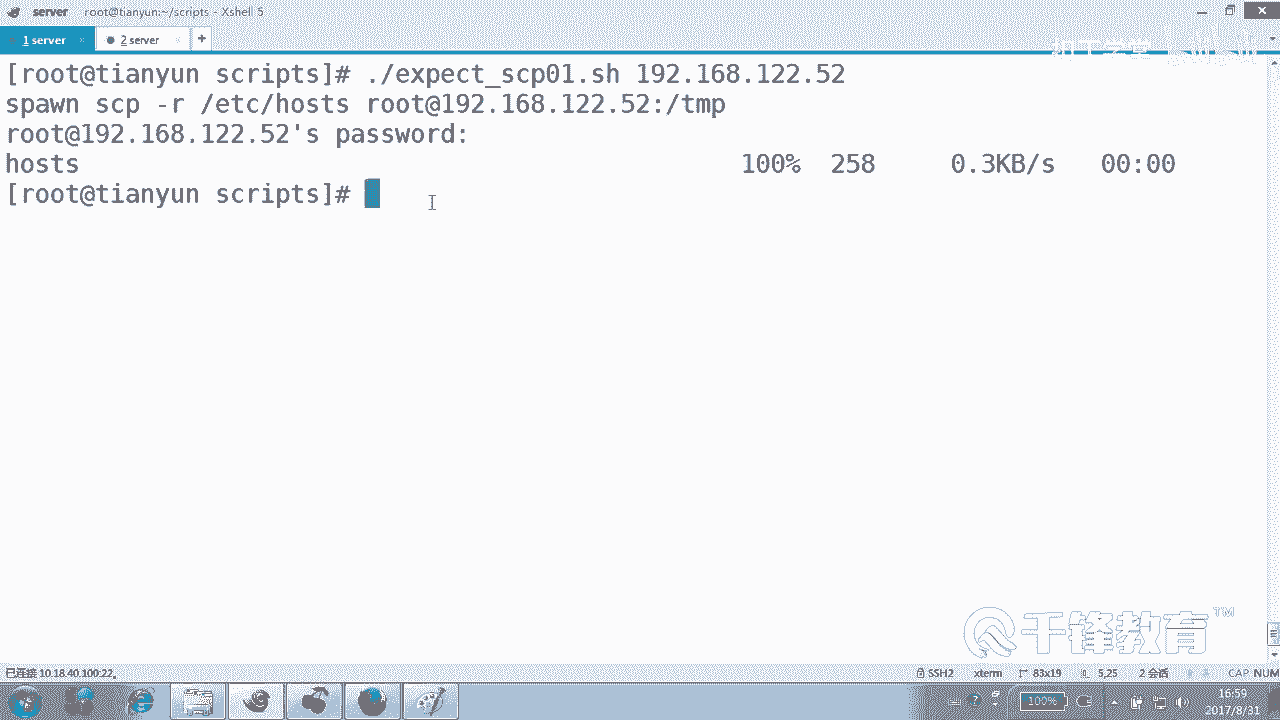 server root@tianyun:~/scripts - Xshell 5
1 server
2 server
+
[root@tianyun scripts]# ./expect_scp01.sh 192.168.122.52
spawn scp -r /etc/hosts root@192.168.122.52:/tmp
root@192.168.122.52's password:
hosts 100% 258 0.3KB/s 00:00
[root@tianyun scripts]#
千锋教育™
已连接 10.18.40.100:22。
SSH2 xterm 83x19 5,25 2 会话 CAP NUM
100%
16:59
2017/8/31